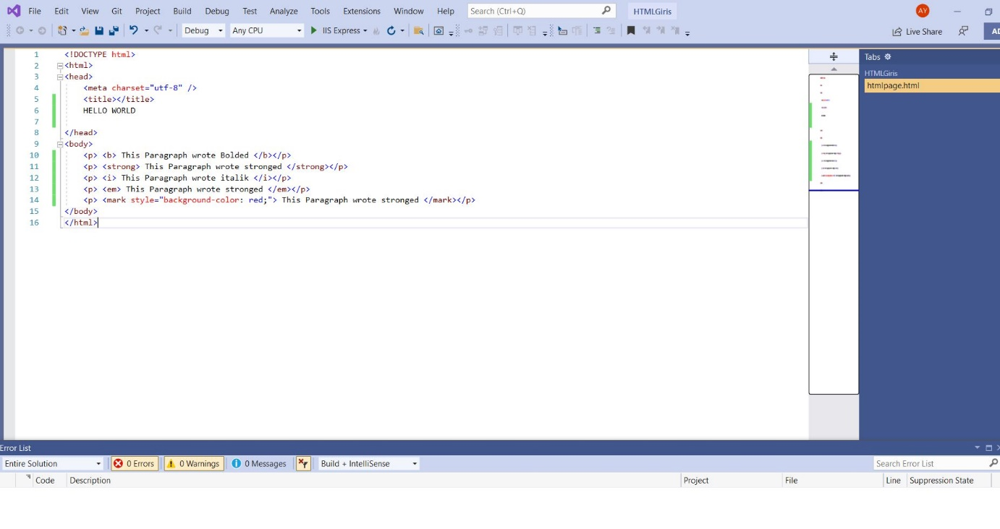 File Edit View Git Project Build Debug Test Analyze Tools Extensions Window Help Search (Ctrl+Q) HTMLGiris AY
Debug Any CPU IIS Express Live Share AD
1 <!DOCTYPE html>
2 <html>
3 <head>
4 <meta charset="utf-8" />
5 <title></title>
6 HELLO WORLD
7
8 </head>
9 <body>
10 <p> <b> This Paragraph wrote Bolded </b></p>
11 <p> <strong> This Paragraph wrote stronged </strong></p>
12 <p> <i> This Paragraph wrote italik </i></p>
13 <p> <em> This Paragraph wrote stronged </em></p>
14 <p> <mark style="background-color: red;"> This Paragraph wrote stronged </mark></p>
15 </body>
16 </html>
Tabs
HTMLGiris
htmlpage.html
Error List
Entire Solution 0 Errors 0 Warnings 0 Messages Build + IntelliSense Search Error List
Code Description Project File Line Suppression State